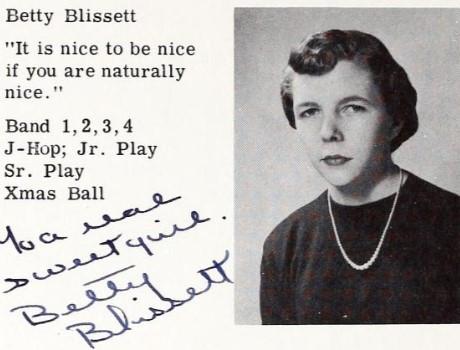 Betty Blissett
"It is nice to be nice
if you are naturally
nice."
Band 1,2,3,4
J-Hop; Jr. Play
Sr. Play
Xmas Ball
To a real
sweet girl.
Betty
Blissett